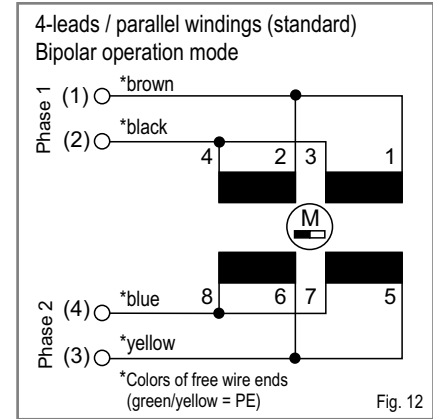 4-leads / parallel windings (standard)
Bipolar operation mode
Phase 1
(1) *brown
(2) *black
4 2 3 1
M
8 6 7 5
Phase 2
(4) *blue
(3) *yellow
*Colors of free wire ends
(green/yellow = PE)
Fig. 12